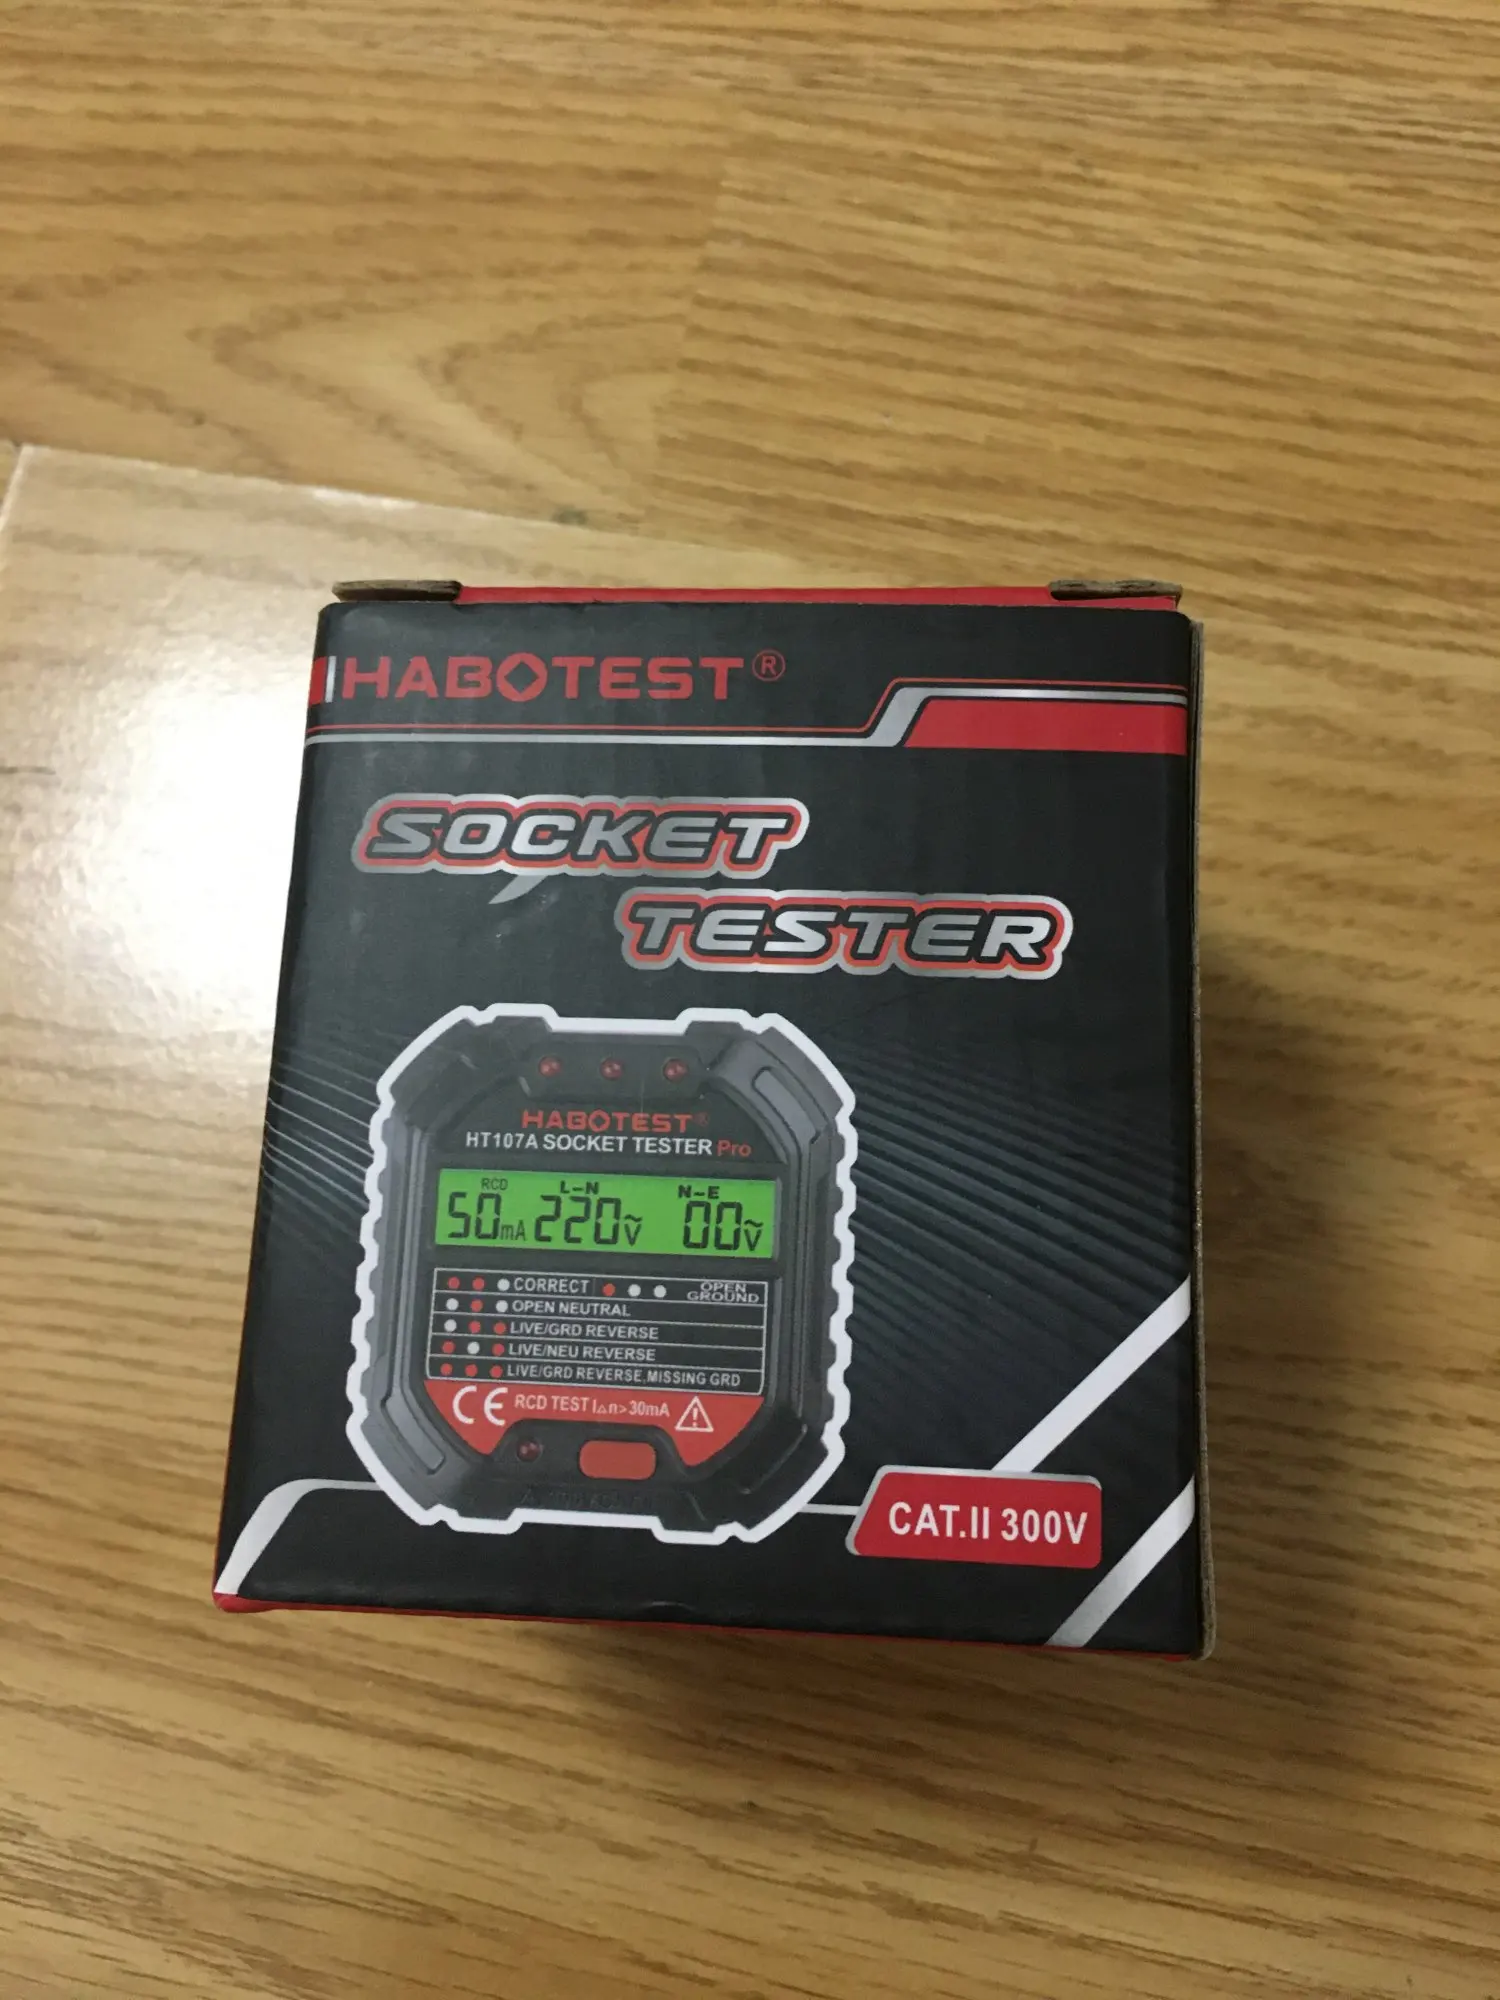 HABOTEST®
SOCKET
TESTER
HABOTEST®
HT107A SOCKET TESTER Pro
RCD L-N N-E
50mA 220V~ 00V~
CORRECT OPEN GROUND
OPEN NEUTRAL
LIVE/GRD REVERSE
LIVE/NEU REVERSE
LIVE/GRD REVERSE,MISSING GRD
CE RCD TEST I△n>30mA
CAT.II 300V